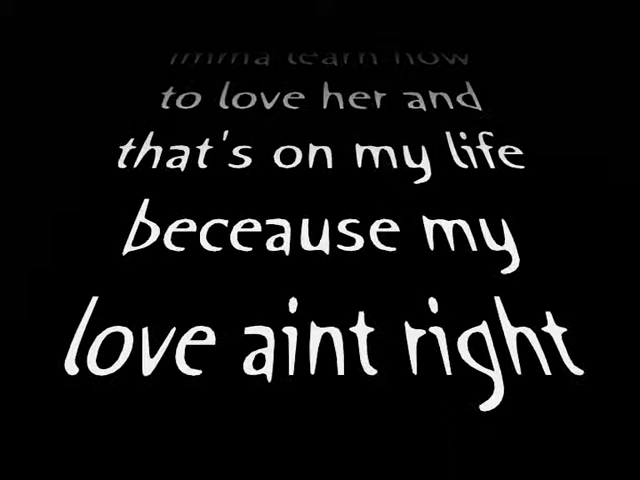 imma learn how
to love her and
that's on my life
beceause my
love aint right